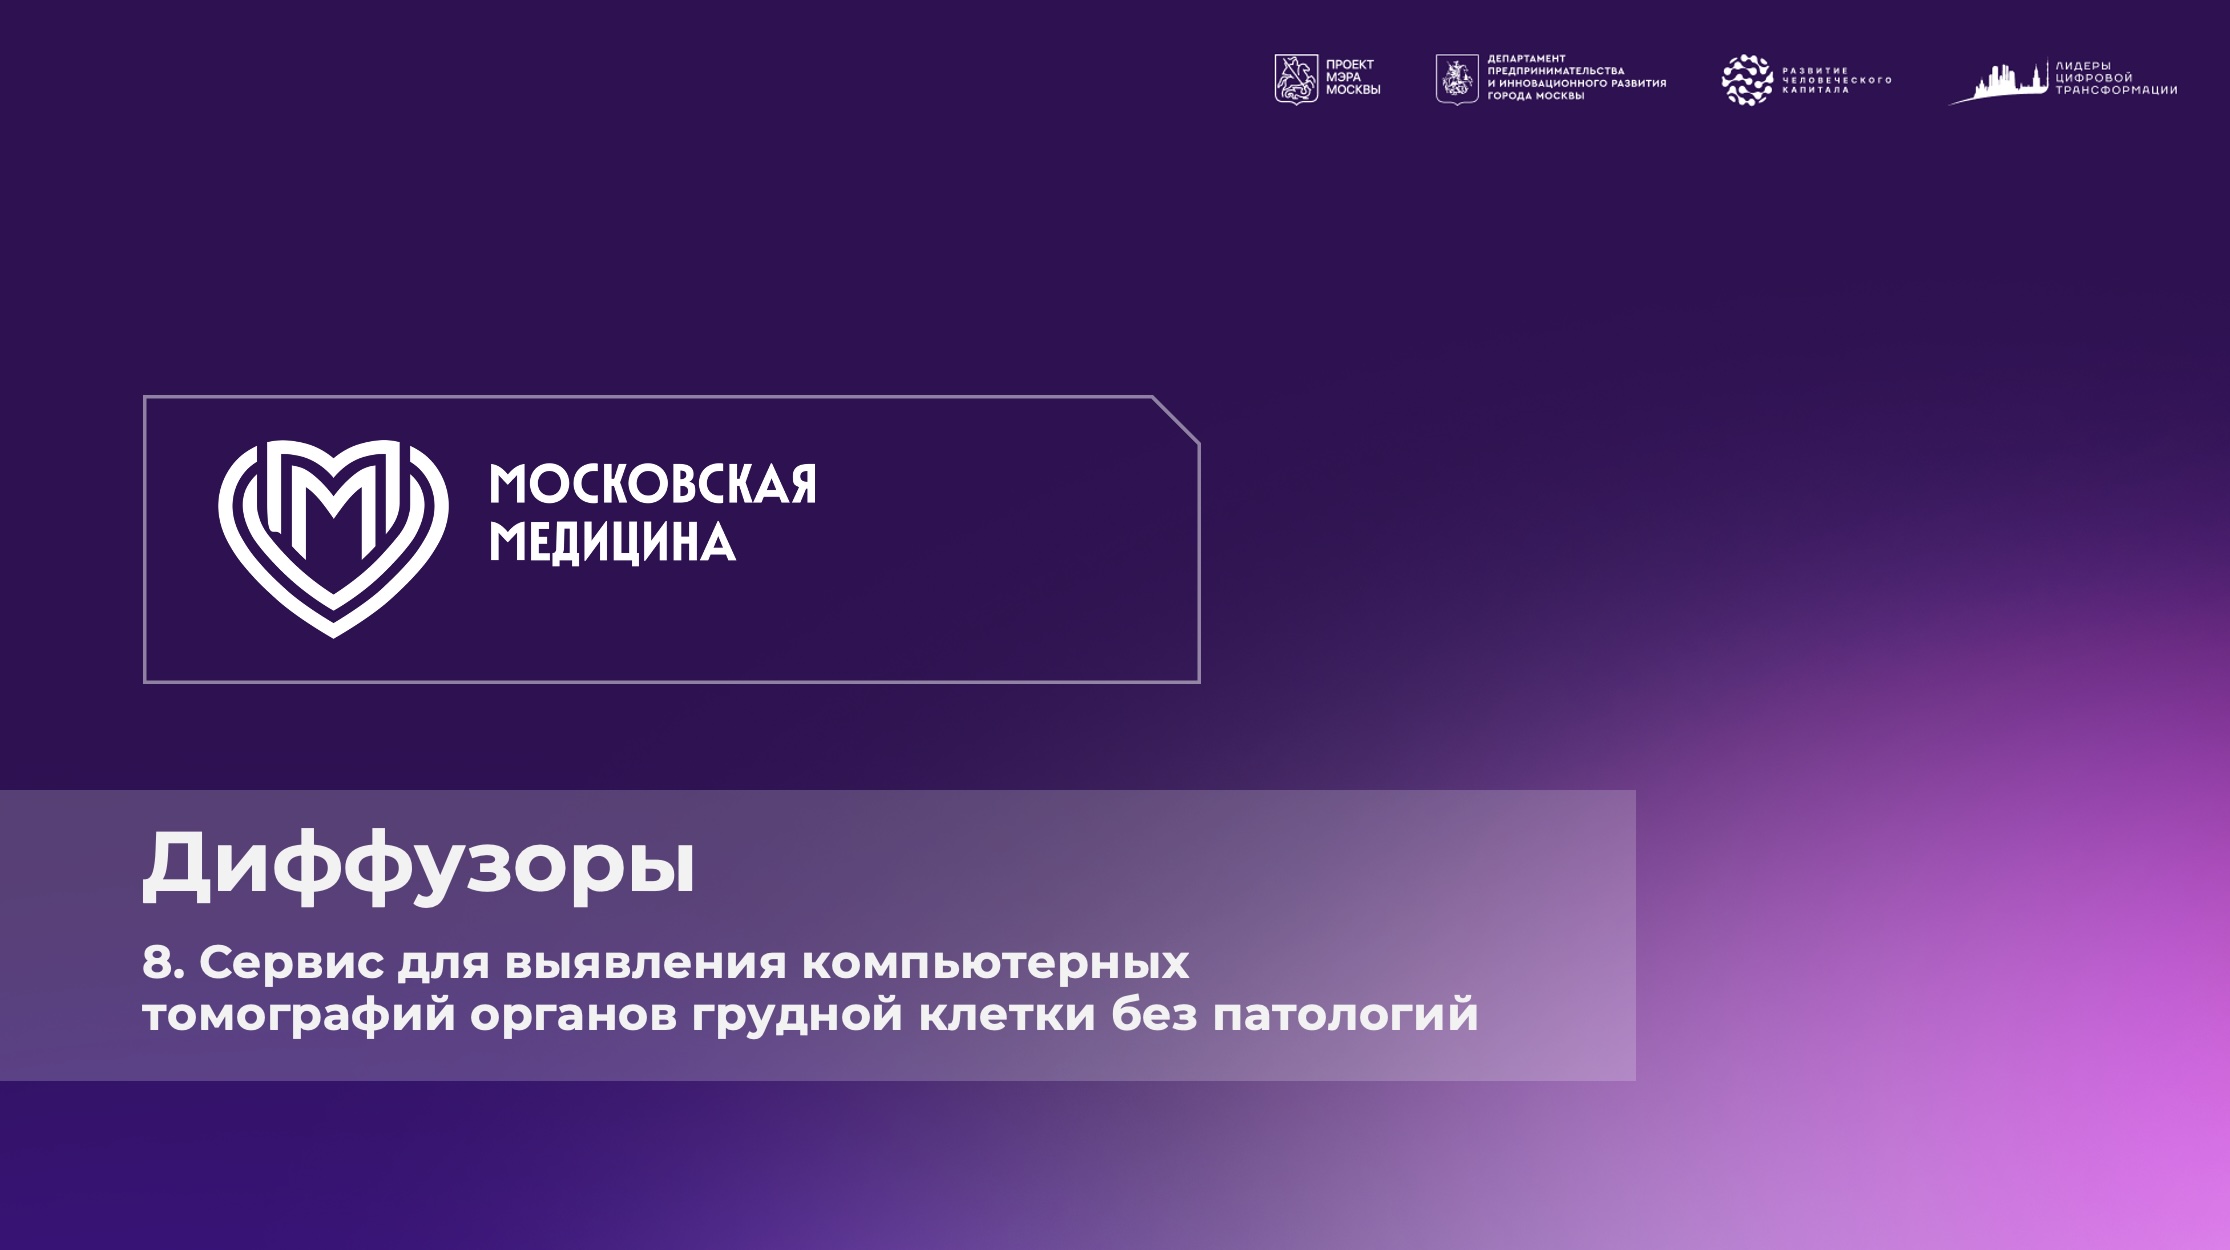 ПРОЕКТ
МЭРА
МОСКВЫ
ДЕПАРТАМЕНТ
ПРЕДПРИНИМАТЕЛЬСТВА
И ИННОВАЦИОННОГО РАЗВИТИЯ
ГОРОДА МОСКВЫ
РАЗВИТИЕ
ЧЕЛОВЕЧЕСКОГО
КАПИТАЛА
ЛИДЕРЫ
ЦИФРОВОЙ
ТРАНСФОРМАЦИИ
МОСКОВСКАЯ
МЕДИЦИНА
Диффузоры
8. Сервис для выявления компьютерных
томографий органов грудной клетки без патологий